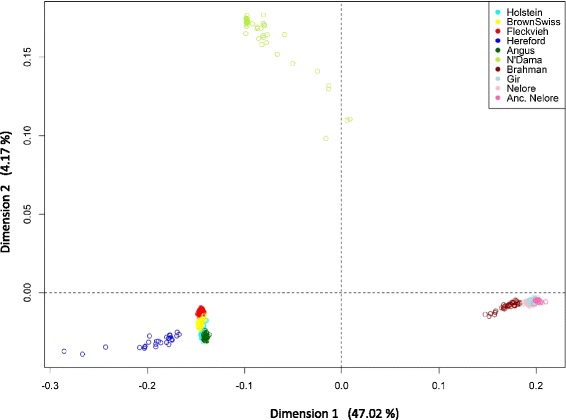 Holstein
BrownSwiss
Fleckvieh
Hereford
Angus
N'Dama
Brahman
Gir
Nelore
Anc. Nelore
Dimension 2 (4.17 %)
0.15
0.10
0.05
0.00
-0.3 -0.2 -0.1 0.0 0.1 0.2
Dimension 1 (47.02 %)